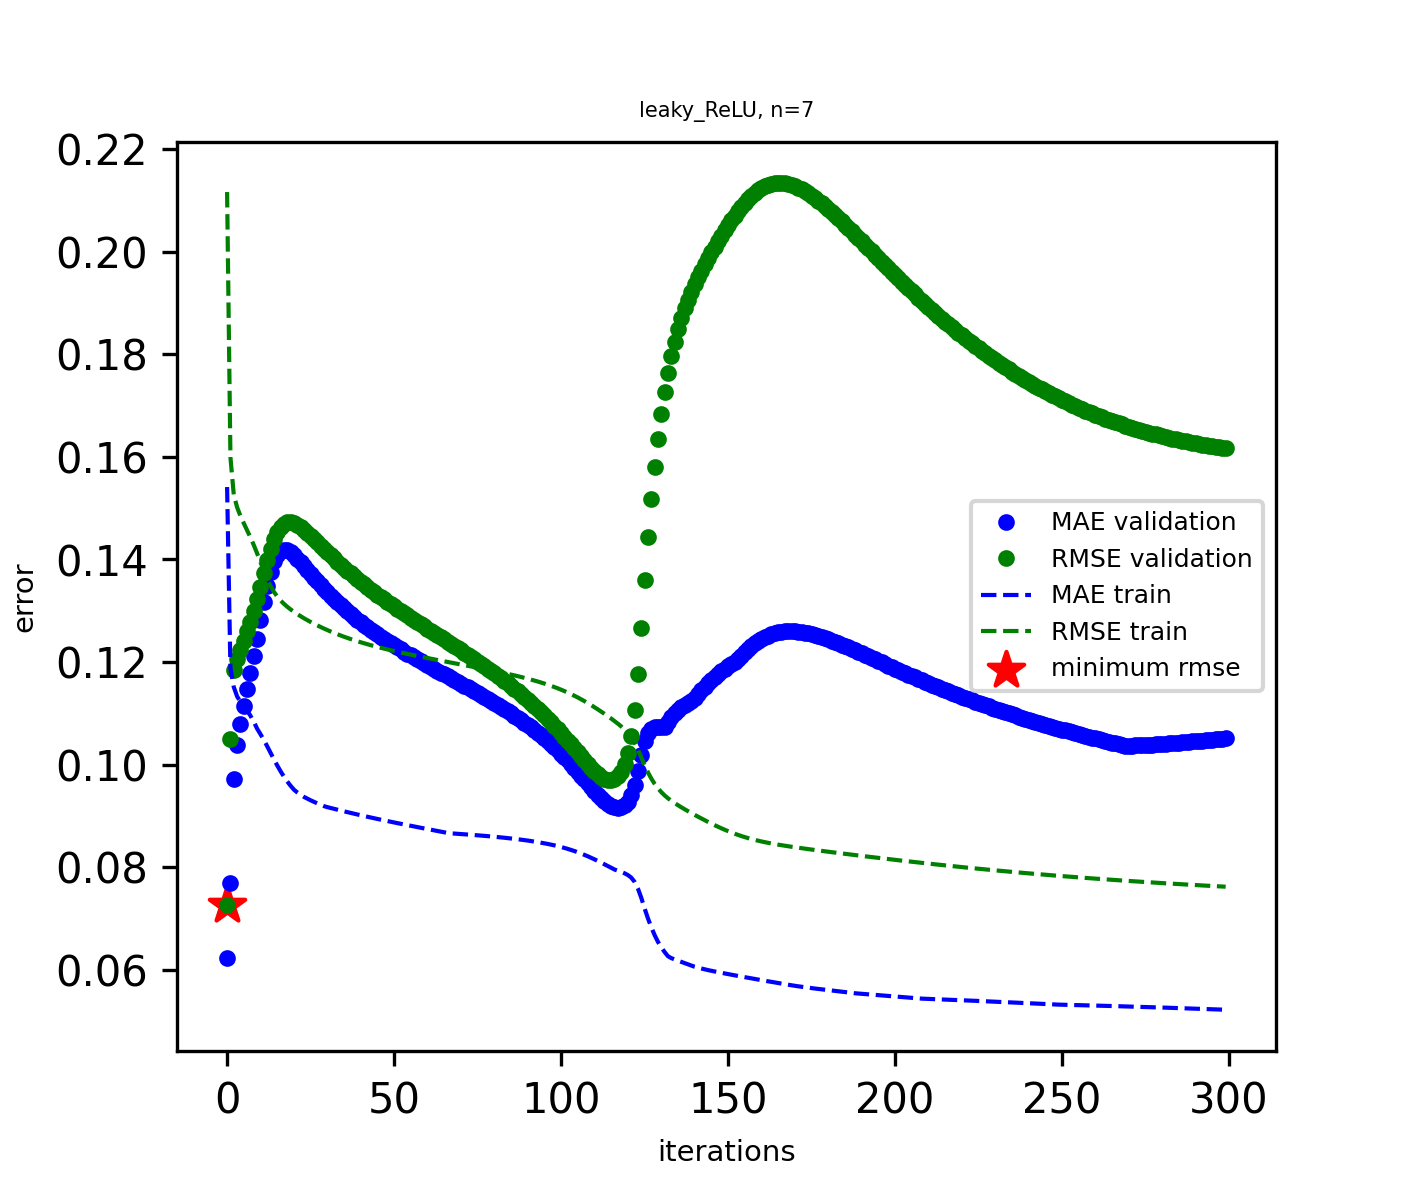 leaky_ReLU, n=7
0.22
0.20
0.18
0.16
0.14
0.12
0.10
0.08
0.06
error
MAE validation
RMSE validation
MAE train
RMSE train
minimum rmse
0 50 100 150 200 250 300
iterations